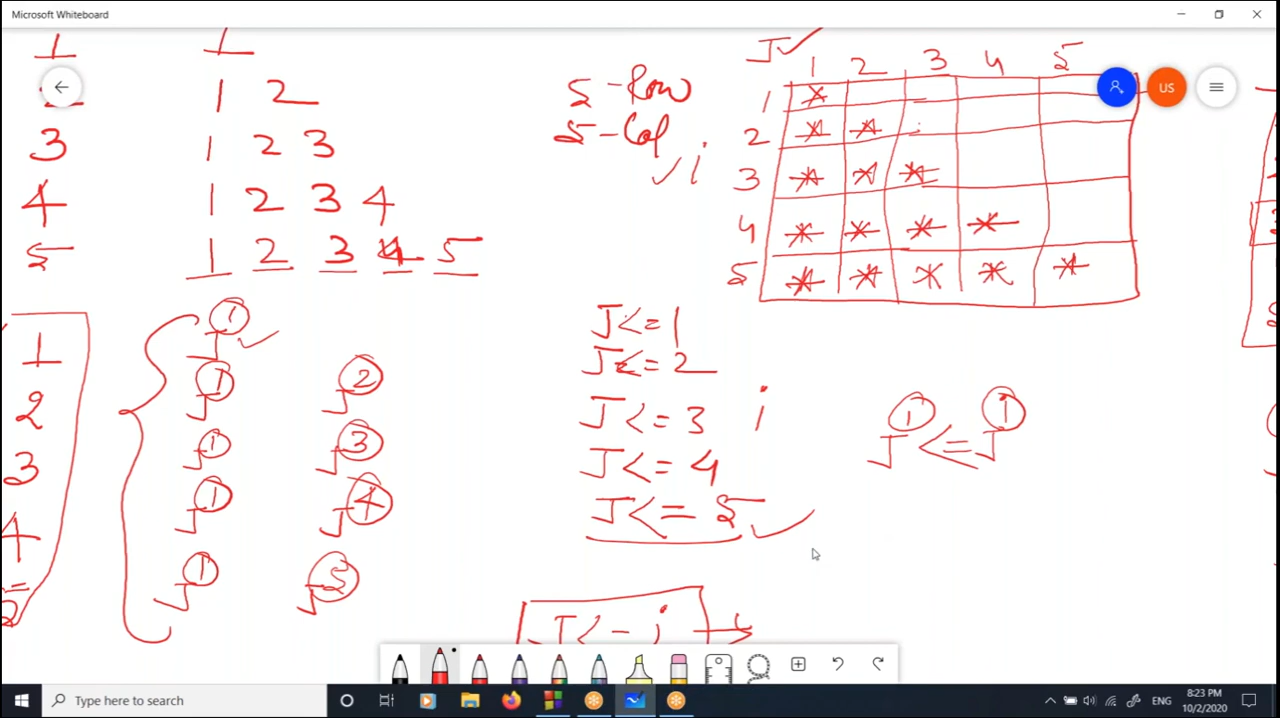 Microsoft Whiteboard
1 1
1 2
3 1 2 3
4 1 2 3 4
5 1 2 3 4 5
5-Row
5-Col
i
J
1 2 3 4 5
1 *
2 * *
3 * * *
4 * * * *
5 * * * * *
US
1
2
3
4
J 1
J 1 J 2
J 1 J 3
J 1 J 4
J 1 J 5
J<=1
J<=2
J<=3 i
J<=4
J<=5
J<=J
1 1
J<=i
Type here to search
ENG
8:23 PM
10/2/2020